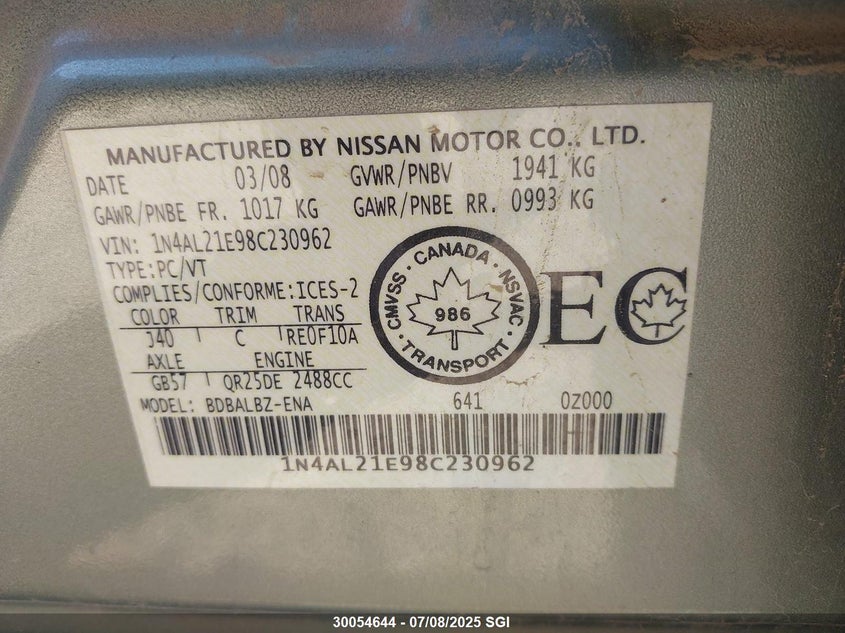 MANUFACTURED BY NISSAN MOTOR CO., LTD.
DATE 03/08 GVWR/PNBV 1941 KG
GAWR/PNBE FR. 1017 KG GAWR/PNBE RR. 0993 KG
VIN: 1N4AL21E98C230962
TYPE:PC/VT
COMPLIES/CONFORME:ICES-2
COLOR TRIM TRANS
J40 C RE0F10A
AXLE ENGINE
GB57 QR25DE 2488CC
MODEL: BDBALBZ-ENA 641 0Z000
CANADA · NSVAC · TRANSPORT · CMVSS ·
986
EC
H
1N4AL21E98C230962
30054644 - 07/08/2025 SGI